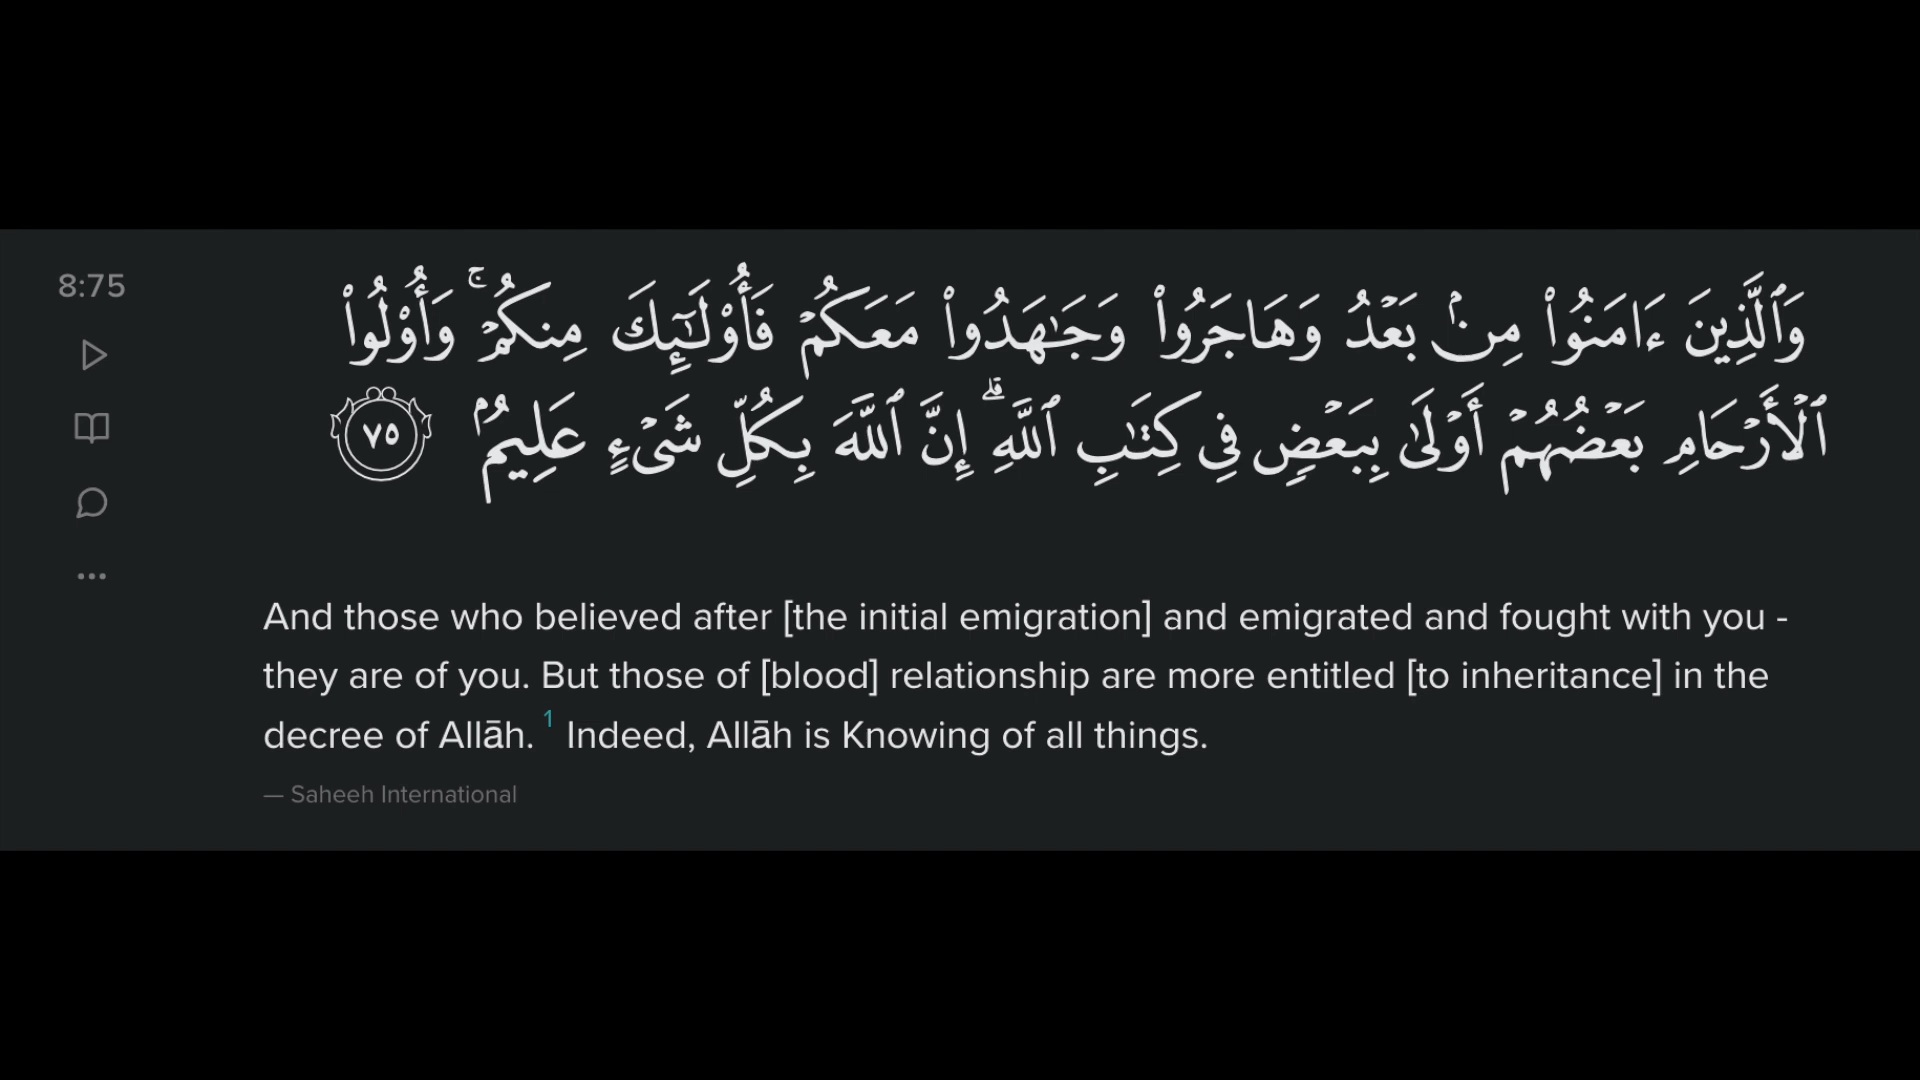 8:75
وَٱلَّذِينَ ءَامَنُوا۟ مِنۢ بَعْدُ وَهَاجَرُوا۟ وَجَـٰهَدُوا۟ مَعَكُمْ فَأُو۟لَـٰٓئِكَ مِنكُمْ ۚ وَأُو۟لُوا۟
ٱلْأَرْحَامِ بَعْضُهُمْ أَوْلَىٰ بِبَعْضٍ فِى كِتَـٰبِ ٱللَّهِ ۗ إِنَّ ٱللَّهَ بِكُلِّ شَىْءٍ عَلِيمٌۢ ٧٥
And those who believed after [the initial emigration] and emigrated and fought with you -
they are of you. But those of [blood] relationship are more entitled [to inheritance] in the
decree of Allāh. 1 Indeed, Allāh is Knowing of all things.
— Saheeh International